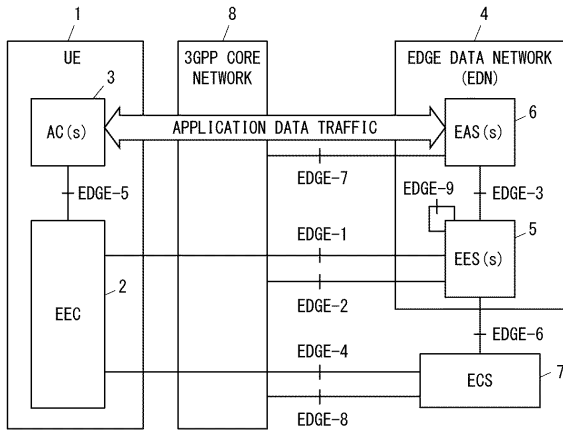 1
8
4
UE
3GPP CORE
NETWORK
EDGE DATA NETWORK
(EDN)
3
AC(s)
APPLICATION DATA TRAFFIC
EAS(s)
6
EDGE-7
EDGE-5
EDGE-9
EDGE-3
EDGE-1
5
EES(s)
2
EEC
EDGE-2
EDGE-6
EDGE-4
ECS
7
EDGE-8